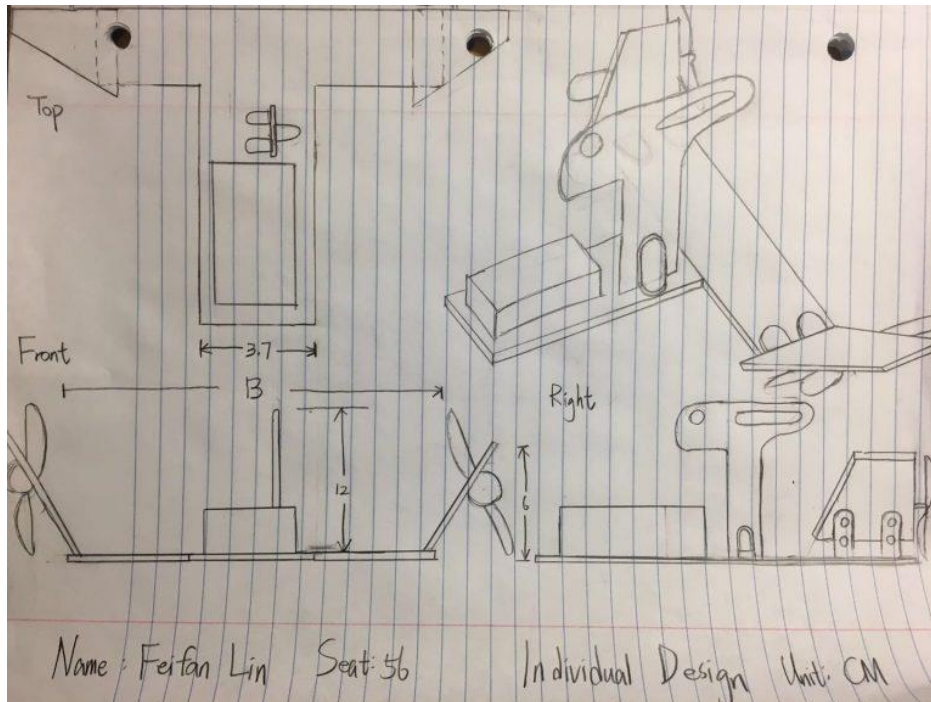 Top
Front
3.7
13
Right
12
6
Name: Feifan Lin Seat: 56 Individual Design Unit: CM